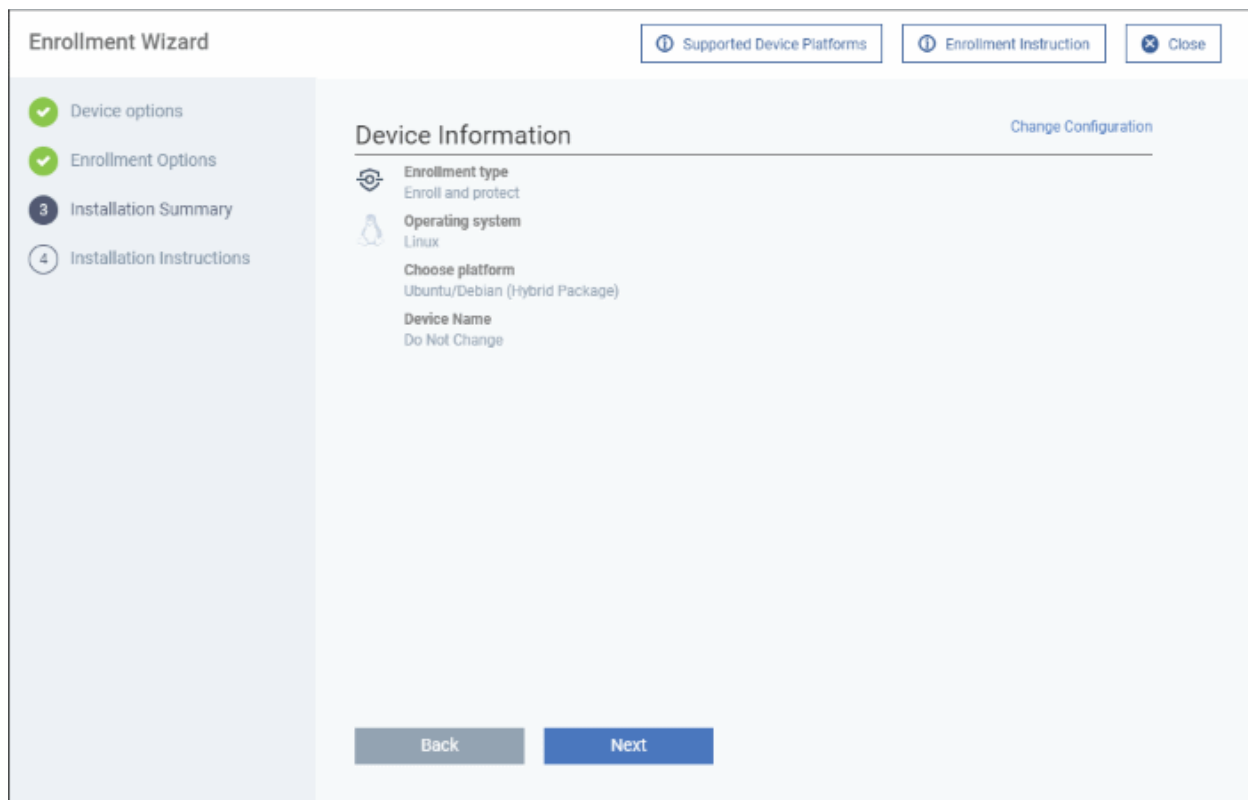 Enrollment Wizard
Supported Device Platforms
Enrollment Instruction
Close
Device options
Enrollment Options
3 Installation Summary
4 Installation Instructions
Device Information
Change Configuration
Enrollment type
Enroll and protect
Operating system
Linux
Choose platform
Ubuntu/Debian (Hybrid Package)
Device Name
Do Not Change
Back
Next